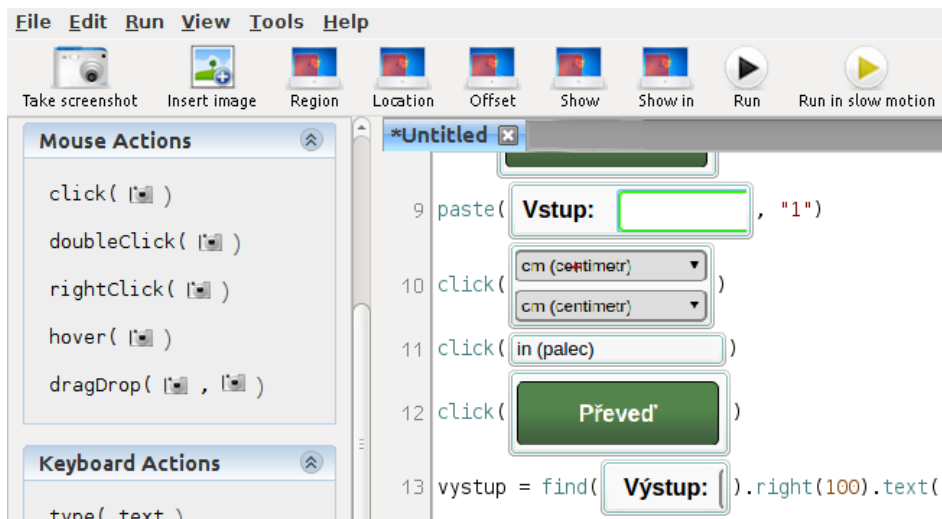 File Edit Run View Tools Help
Take screenshot Insert image Region Location Offset Show Show in Run Run in slow motion
Mouse Actions
click( )
doubleClick( )
rightClick( )
hover( )
dragDrop( , )
Keyboard Actions
type( text )
*Untitled
9 paste( Vstup: , "1")
10 click( cm (centimetr)
cm (centimetr) )
11 click( in (palec) )
12 click( Převeď )
13 vystup = find( Výstup: ).right(100).text(